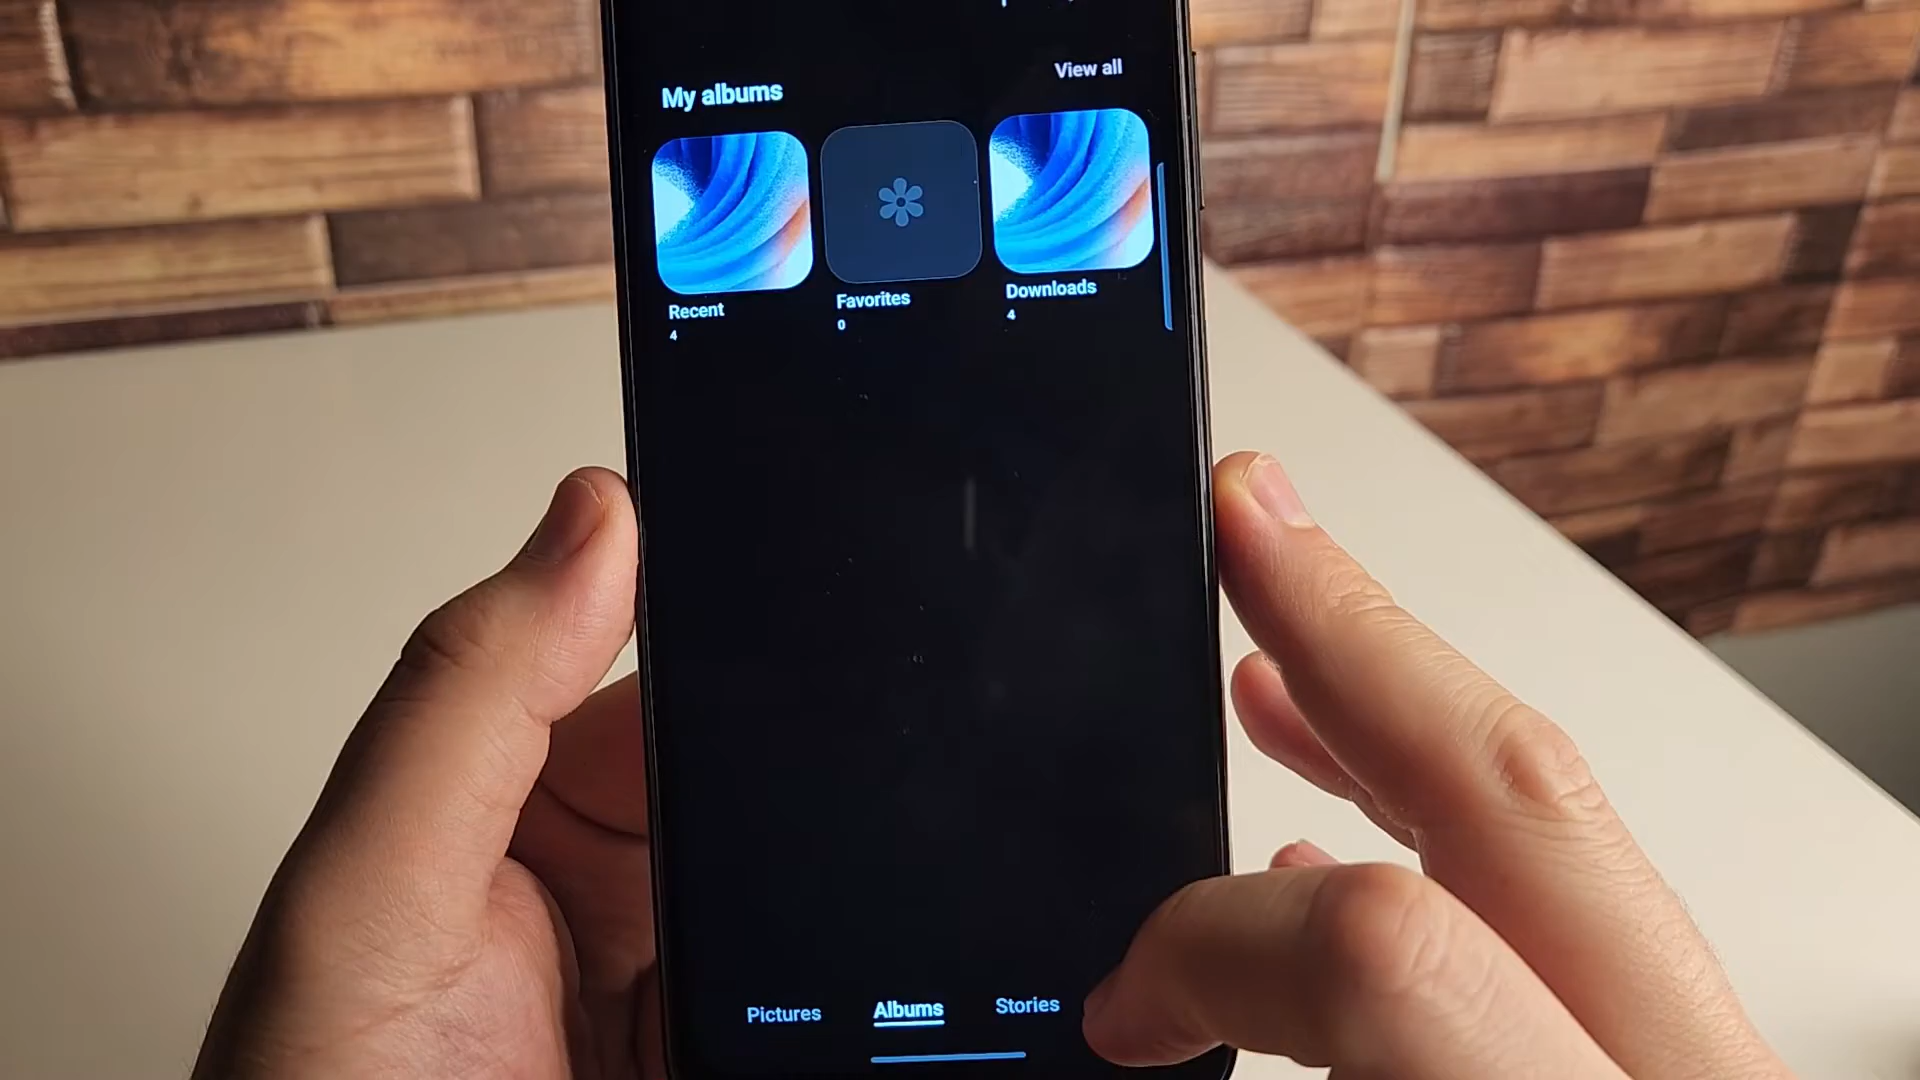 My albums
View all
Recent
4
Favorites
0
Downloads
4
Pictures
Albums
Stories